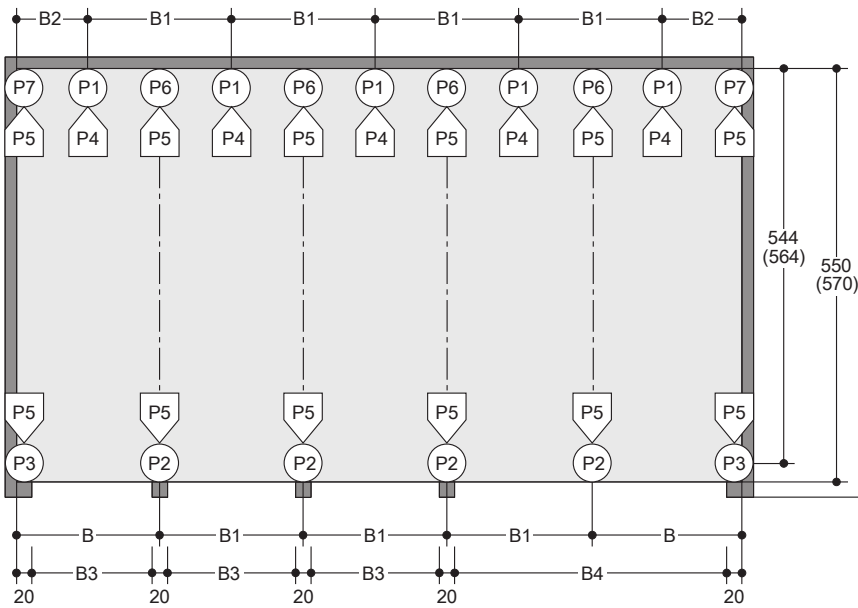 B2 B1 B1 B1 B1 B2
P7 P1 P6 P1 P6 P1 P6 P1 P6 P1 P7
P5 P4 P5 P4 P5 P4 P5 P4 P5 P4 P5
544
(564)
550
(570)
P5 P5 P5 P5 P5 P5
P3 P2 P2 P2 P2 P3
B B1 B1 B1 B
B3 B3 B3 B4
20 20 20 20 20